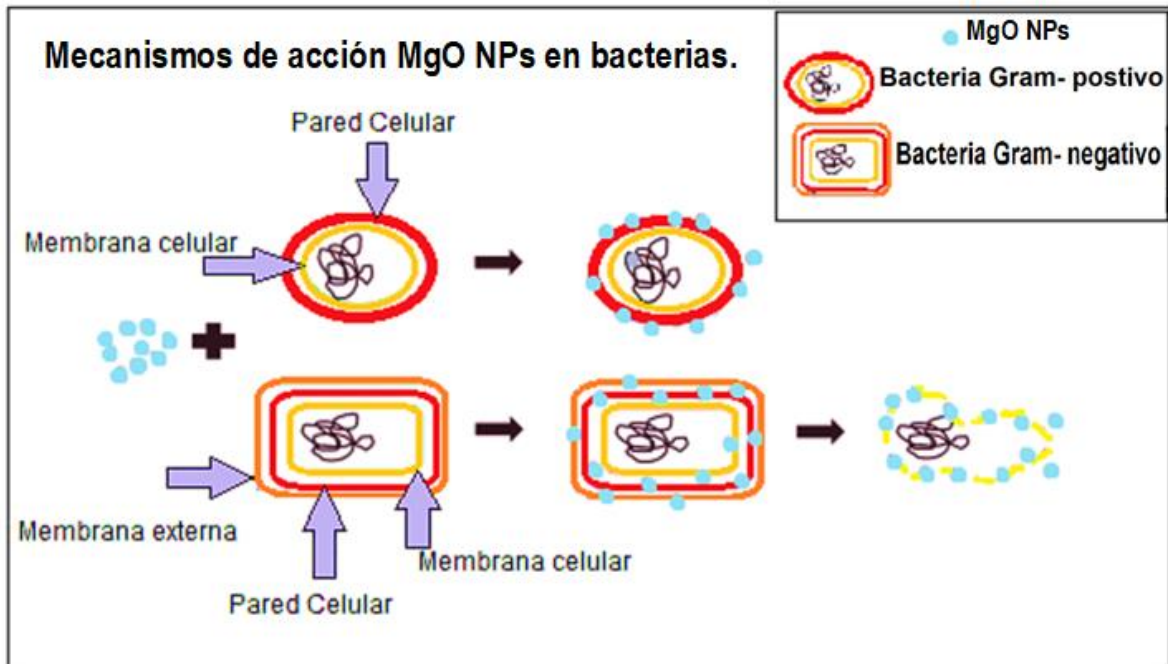 Mecanismos de acción MgO NPs en bacterias.
MgO NPs
Bacteria Gram- postivo
Bacteria Gram- negativo
Pared Celular
Membrana celular
Membrana externa
Membrana celular
Pared Celular